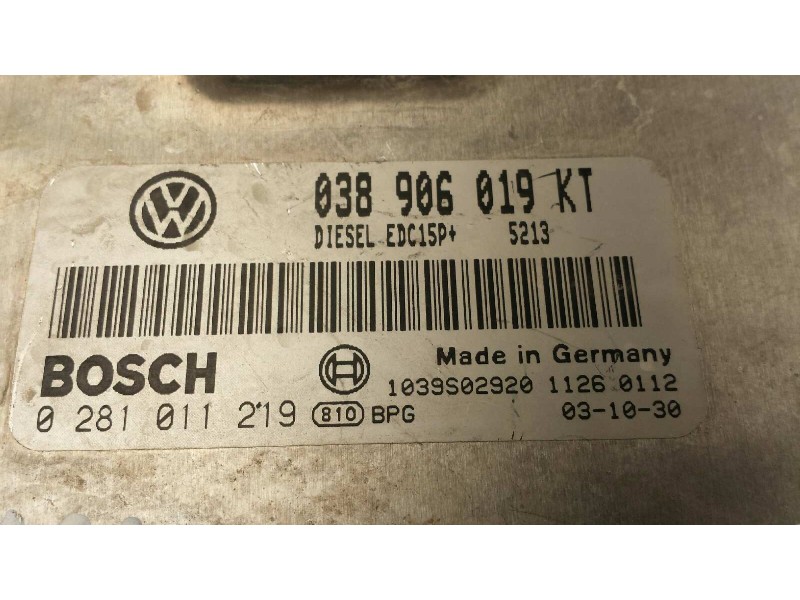 038 906 019 KT
DIESEL EDC15P+ 5213
BOSCH
Made in Germany
1039S02920 1126 0112
0 281 011 219 810 BPG
03-10-30